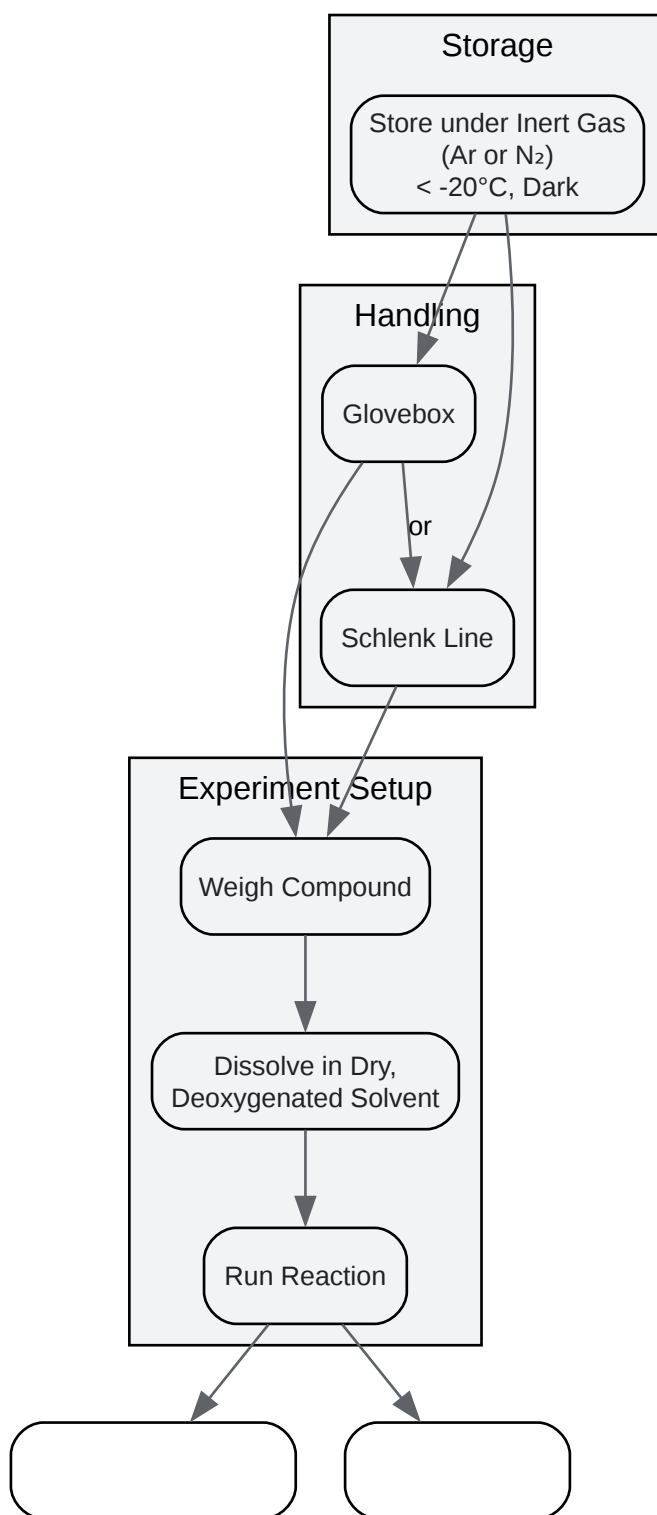 Storage
Store under Inert Gas
(Ar or N₂)
< -20°C, Dark
Handling
Glovebox
or
Schlenk Line
Experiment Setup
Weigh Compound
Dissolve in Dry,
Deoxygenated Solvent
Run Reaction